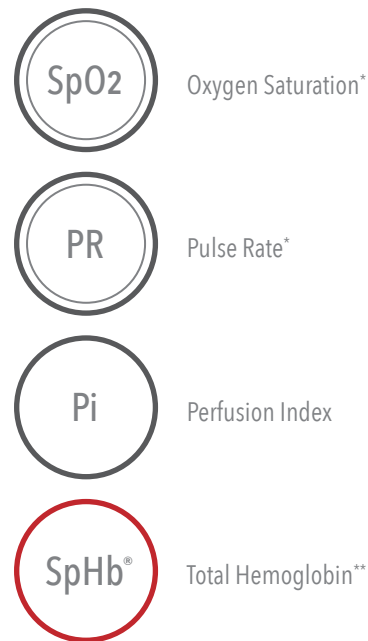 SpO2
Oxygen Saturation*
PR
Pulse Rate*
Pi
Perfusion Index
SpHb®
Total Hemoglobin**